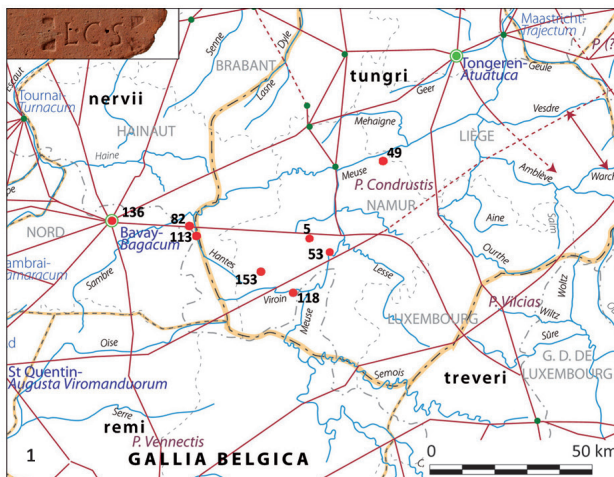 L.C.S
Escaut
Senne
Dyle
Maastricht-
Trajectum
BRABANT
Lasne
tungri
Tongeren-
Atuatuca
Geer
Geule
Tournai-
Turnacum
nervii
HAINAUT
Haine
Mehaigne
LIÈGE
Vesdre
49
Meuse
P. Condrustis
NAMUR
Amblève
Warch
Salm
Aine
Ourthe
136
82
113
NORD
Bavay-
Bagacum
5
53
Hantes
Sambre
153
118
Viroin
Meuse
Lesse
LUXEMBOURG
P. Vilcias
Wiltz
Woltz
Sûre
G. D. DE
LUXEMBOURG
Oise
St Quentin-
Augusta Viromanduorum
Semois
treveri
Serre
remi
P. Vennectis
GALLIA BELGICA
1
0
50 km